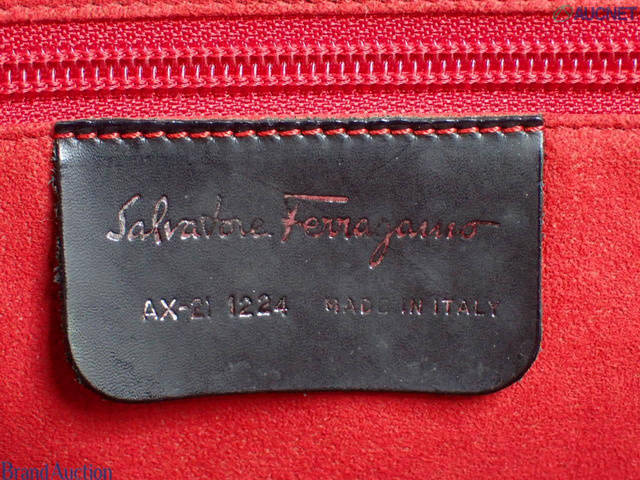 AUCNET
Salvatore Ferragamo
AX-21 1224 MADE IN ITALY
Brand Auction